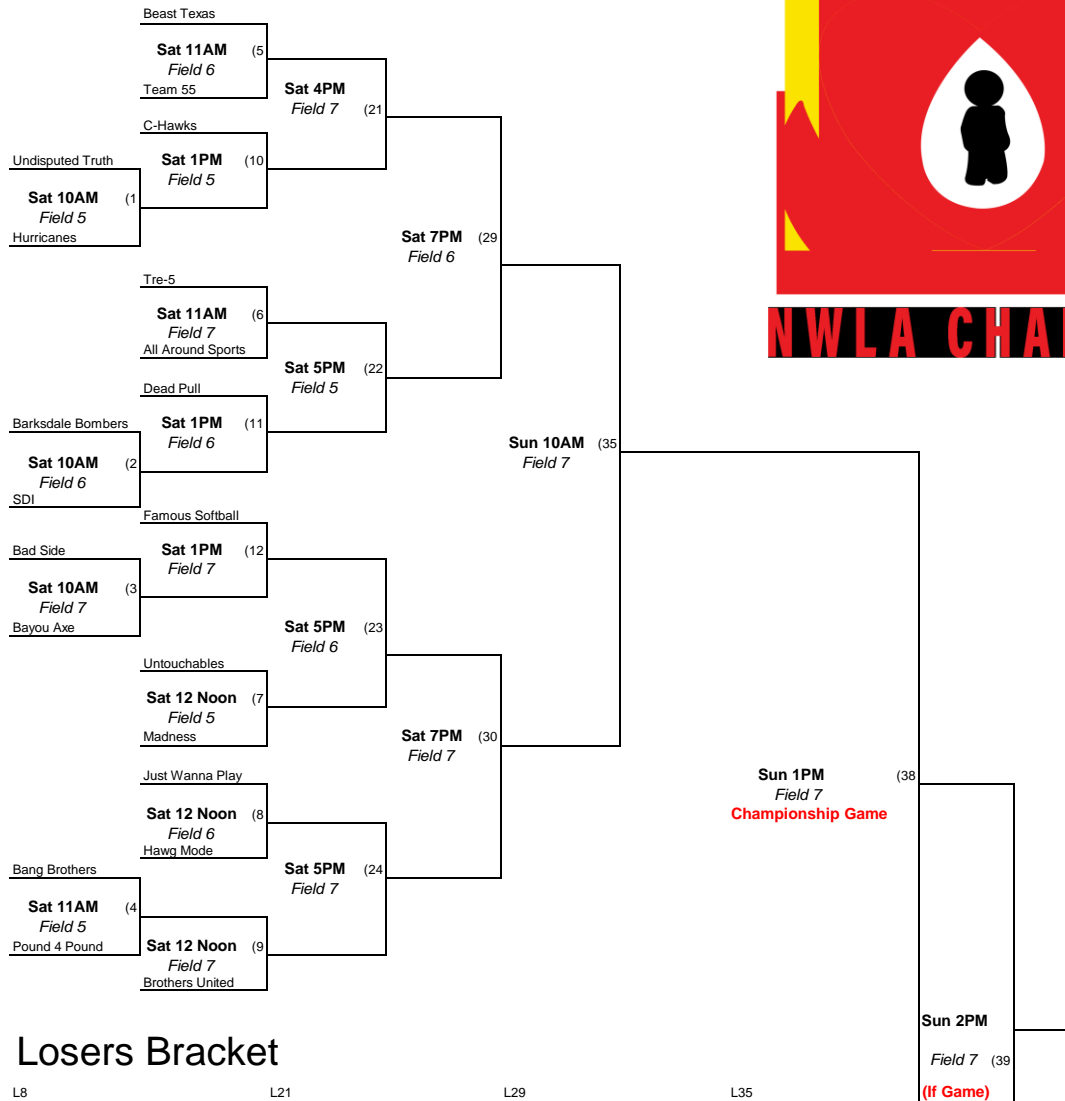 Beast Texas
Sat 11AM (5
Field 6
Team 55
Sat 4PM
Field 7 (21
C-Hawks
Undisputed Truth
Sat 1PM (10
Field 5
Sat 10AM (1
Field 5
Hurricanes
Sat 7PM (29
Field 6
Tre-5
Sat 11AM (6
Field 7
All Around Sports
NWLA CHA
Sat 5PM (22
Field 5
Dead Pull
Barksdale Bombers
Sat 1PM (11
Field 6
Sun 10AM (35
Field 7
Sat 10AM (2
Field 6
SDI
Famous Softball
Bad Side
Sat 1PM (12
Field 7
Sat 10AM (3
Field 7
Bayou Axe
Sat 5PM (23
Field 6
Untouchables
Sat 12 Noon (7
Field 5
Madness
Sat 7PM (30
Field 7
Just Wanna Play
Sun 1PM (38
Field 7
Championship Game
Sat 12 Noon (8
Field 6
Hawg Mode
Bang Brothers
Sat 5PM (24
Field 7
Sat 11AM (4
Field 5
Pound 4 Pound
Sat 12 Noon (9
Field 7
Brothers United
Sun 2PM
Losers Bracket
Field 7 (39
L8 L21 L29 L35 (If Game)